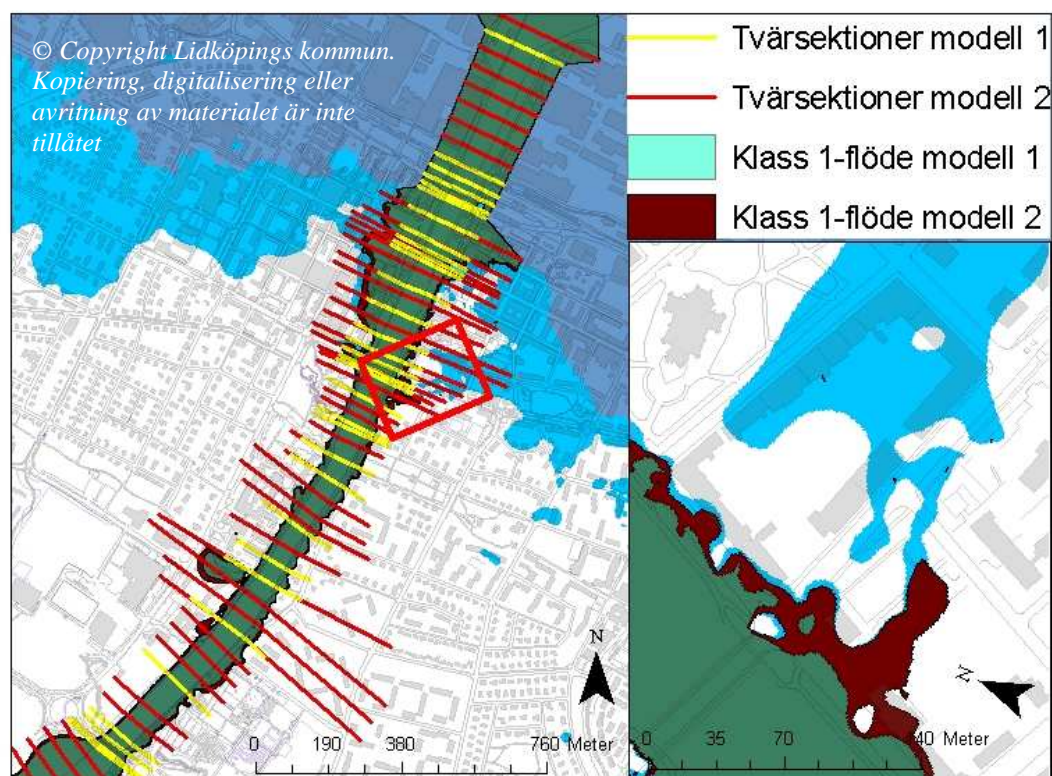 © Copyright Lidköpings kommun.
Kopiering, digitalisering eller
avritning av materialet är inte
tillåtet
Tvärsektioner modell 1
Tvärsektioner modell 2
Klass 1-flöde modell 1
Klass 1-flöde modell 2
N
0 190 380 760 Meter
N
0 35 70 40 Meter